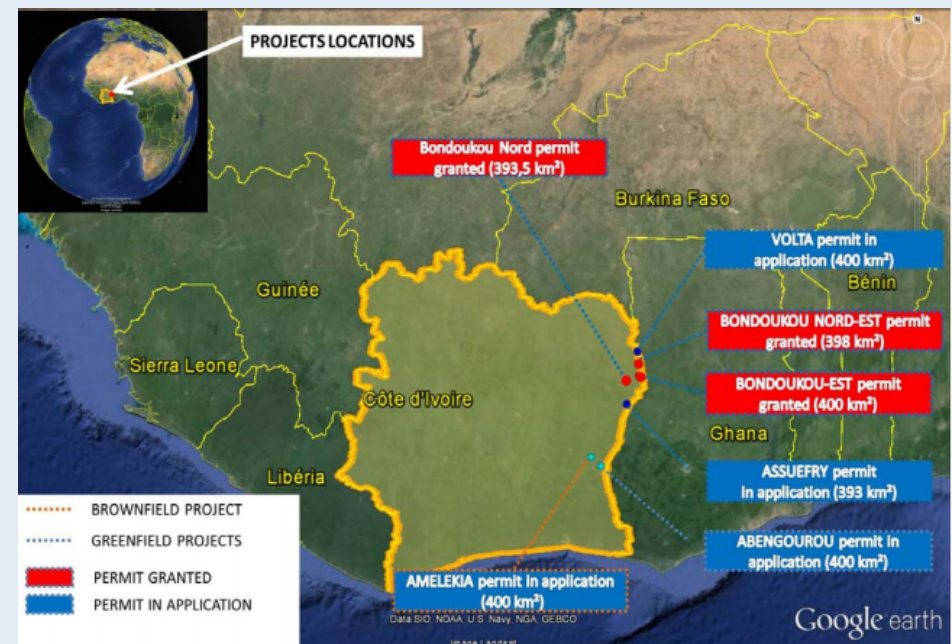 PROJECTS LOCATIONS
N
Bondoukou Nord permit
granted (393,5 km²)
Burkina Faso
VOLTA permit in
application (400 km²)
Bénin
Guinée
BONDOUKOU NORD-EST permit
granted (398 km²)
Sierra Leone
BONDOUKOU-EST permit
granted (400 km²)
Côte d'Ivoire
Ghana
Libéria
ASSUEFRY permit
in application (393 km²)
BROWNFIELD PROJECT
GREENFIELD PROJECTS
ABENGOUROU permit in
application (400 km²)
PERMIT GRANTED
PERMIT IN APPLICATION
AMELEKIA permit in application
(400 km²)
Data SIO, NOAA, U.S. Navy, NGA, GEBCO
Image Landsat
Google earth